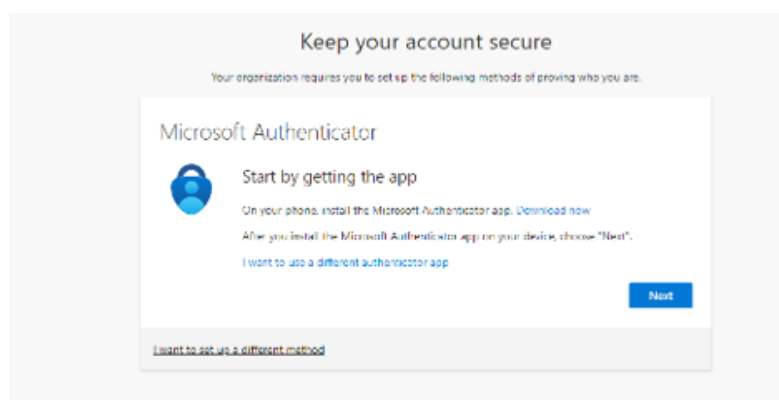 Keep your account secure
Your organization requires you to set up the following methods of proving who you are.
Microsoft Authenticator
Start by getting the app
On your phone, install the Microsoft Authenticator app. Download now
After you install the Microsoft Authenticator app on your device, choose "Next".
I want to use a different authenticator app
Next
I want to set up a different method